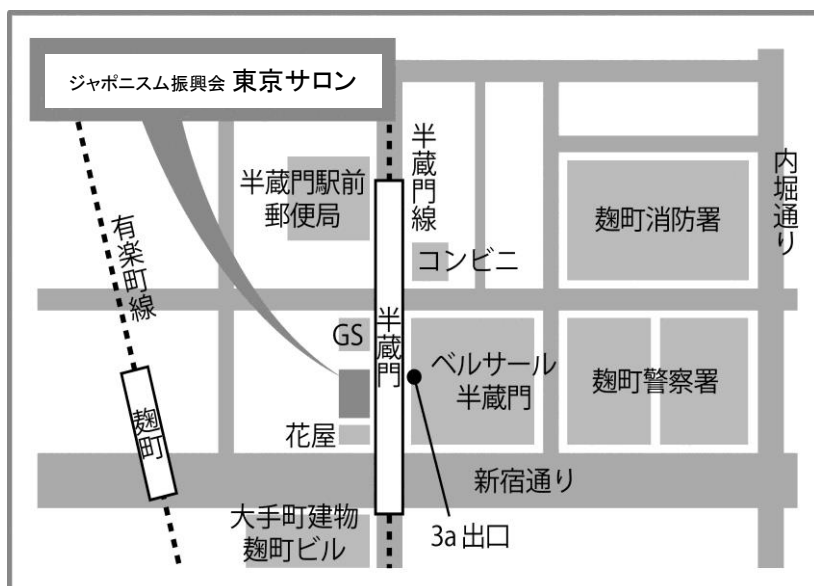 ジャポニスム振興会 東京サロン
半蔵門線
内堀通り
半蔵門駅前
郵便局
麹町消防署
有楽町線
コンビニ
半蔵門
GS
ベルサール
半蔵門
麹町警察署
麹町
花屋
新宿通り
大手町建物
麹町ビル
3a 出口